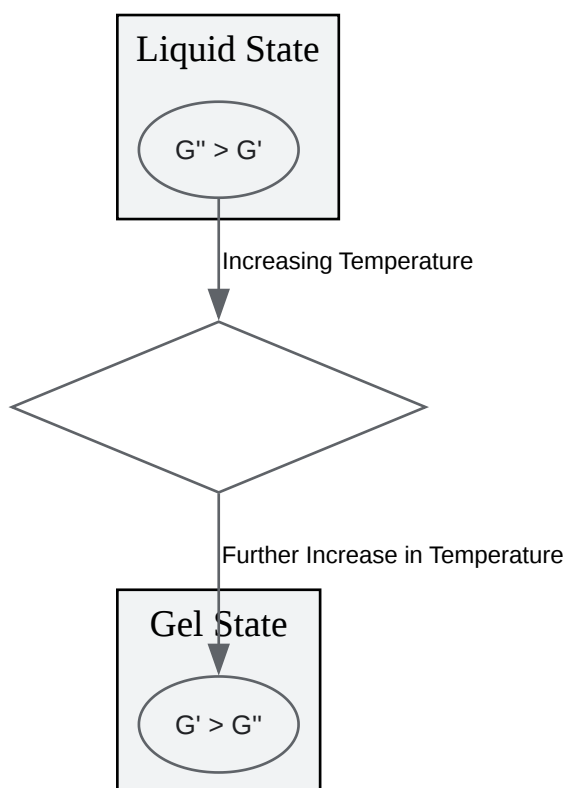 Liquid State
G" > G'
Increasing Temperature
Further Increase in Temperature
Gel State
G' > G"